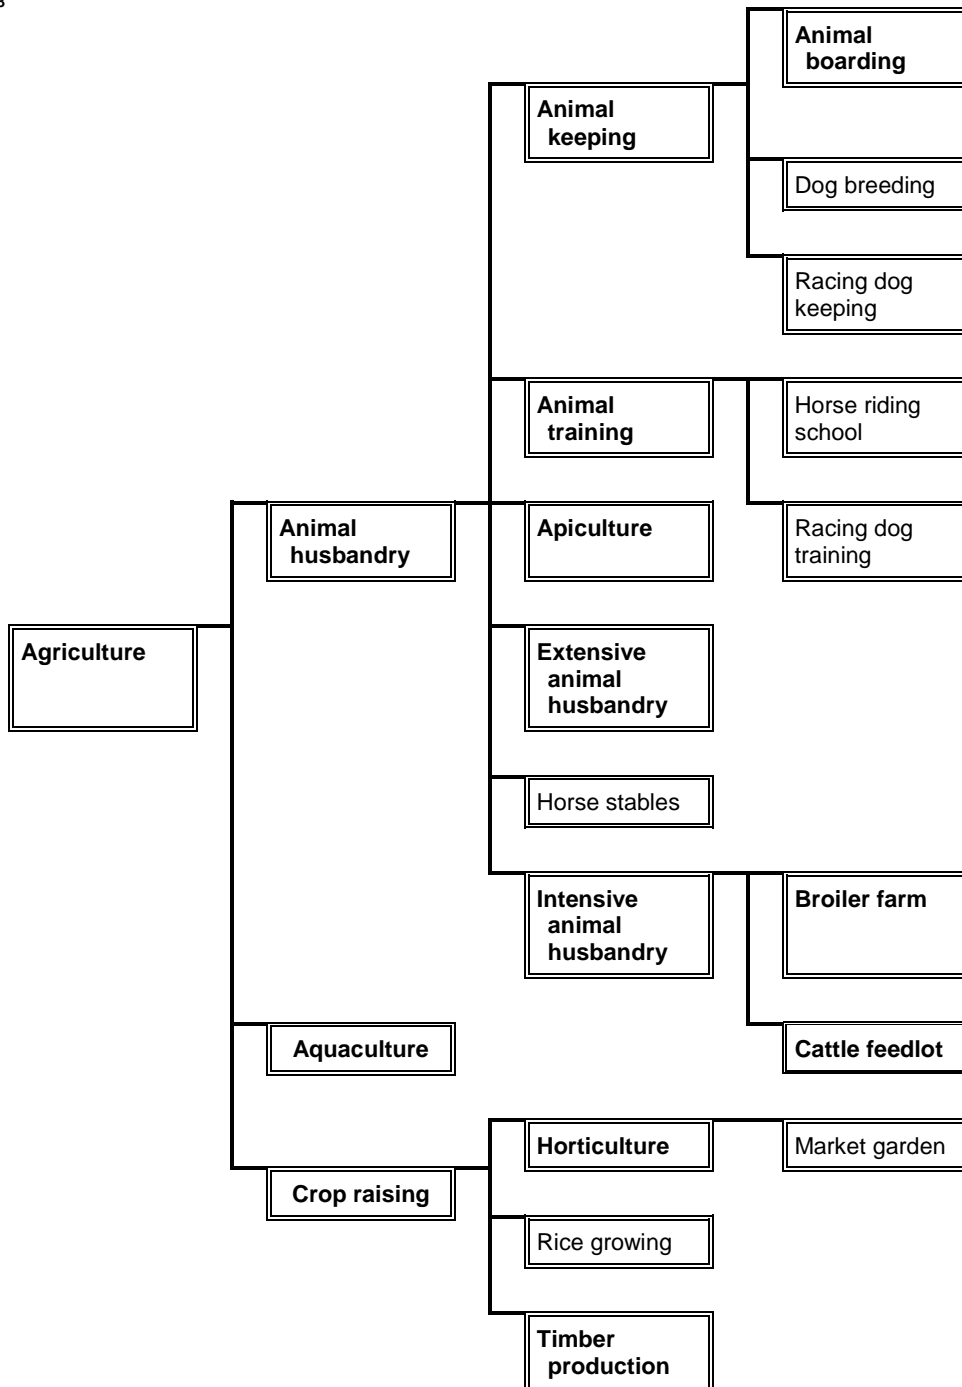 Animal
boarding
Animal
keeping
Dog breeding
Racing dog
keeping
Animal
training
Horse riding
school
Animal
husbandry
Apiculture
Racing dog
training
Agriculture
Extensive
animal
husbandry
Horse stables
Intensive
animal
husbandry
Broiler farm
Aquaculture
Cattle feedlot
Horticulture
Market garden
Crop raising
Rice growing
Timber
production